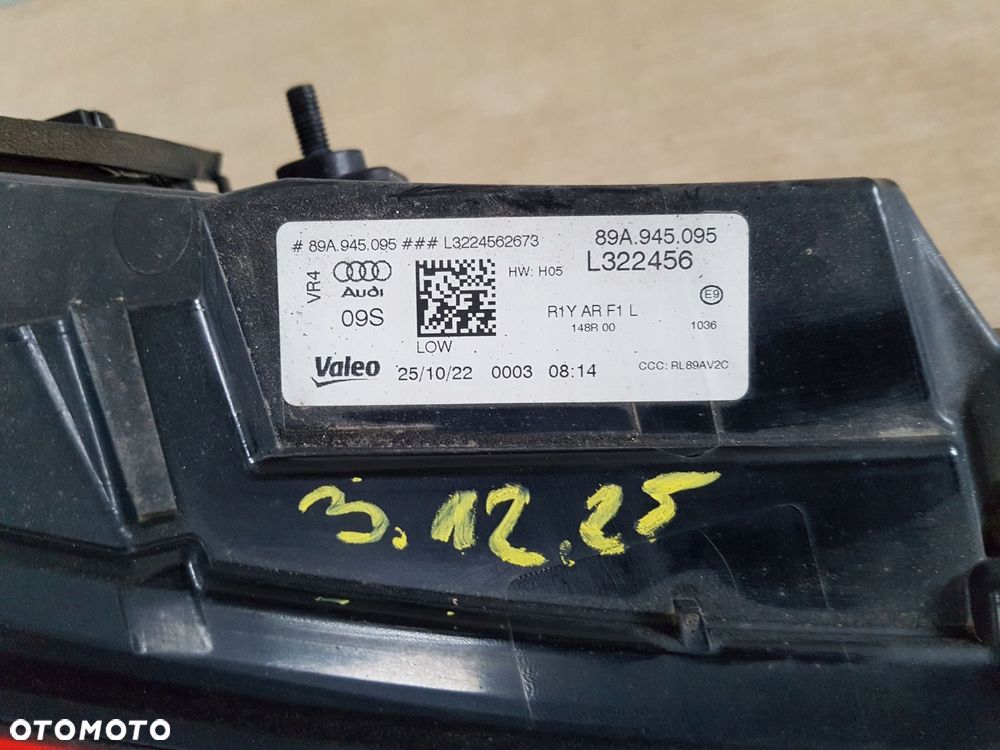 # 89A.945.095 ### L3224562673
89A.945.095
L322456
VR4
Audi
09S
HW: H05
LOW
R1Y AR F1 L
148R 00
E9
1036
Valeo
25/10/22 0003 08:14
CCC: RL89AV2C
3.12.25
OTOMOTO